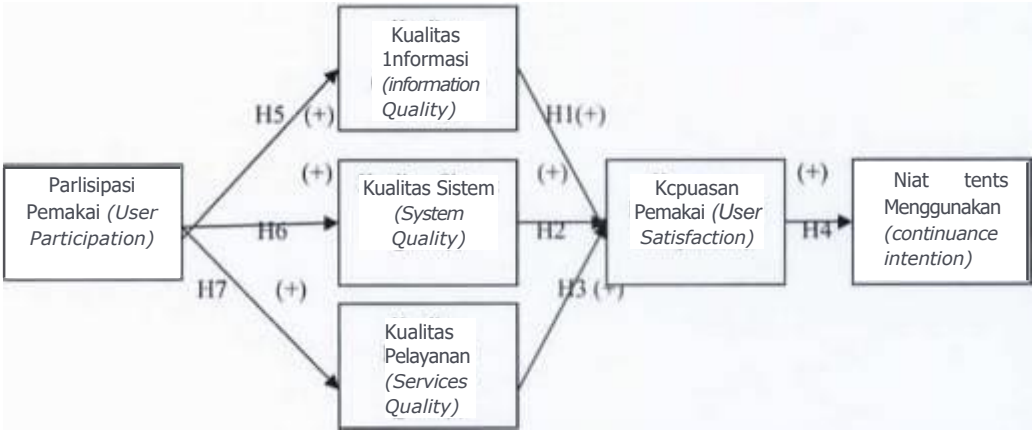 Parlisipasi
Pemakai (User
Participation)
H5 (+)
(+)
H6
H7 (+)
Kualitas
1nformasi
(information
Quality)
Kualitas Sistem
(System
Quality)
Kualitas
Pelayanan
(Services
Quality)
H1(+)
(+)
H2
H3 (+)
Kcpuasan
Pemakai (User
Satisfaction)
(+)
H4
Niat tents
Menggunakan
(continuance
intention)